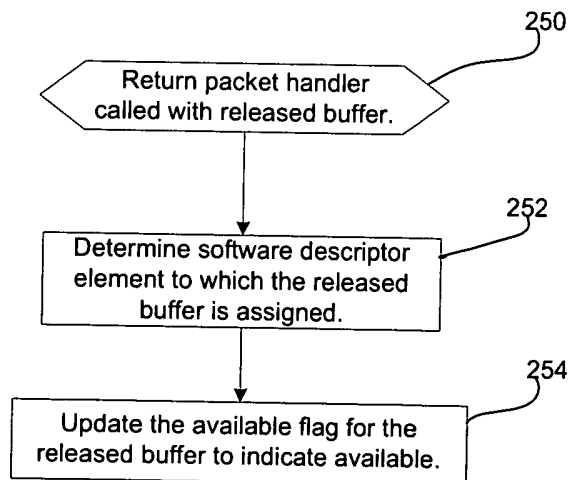 250
Return packet handler
called with released buffer.
252
Determine software descriptor
element to which the released
buffer is assigned.
254
Update the available flag for the
released buffer to indicate available.